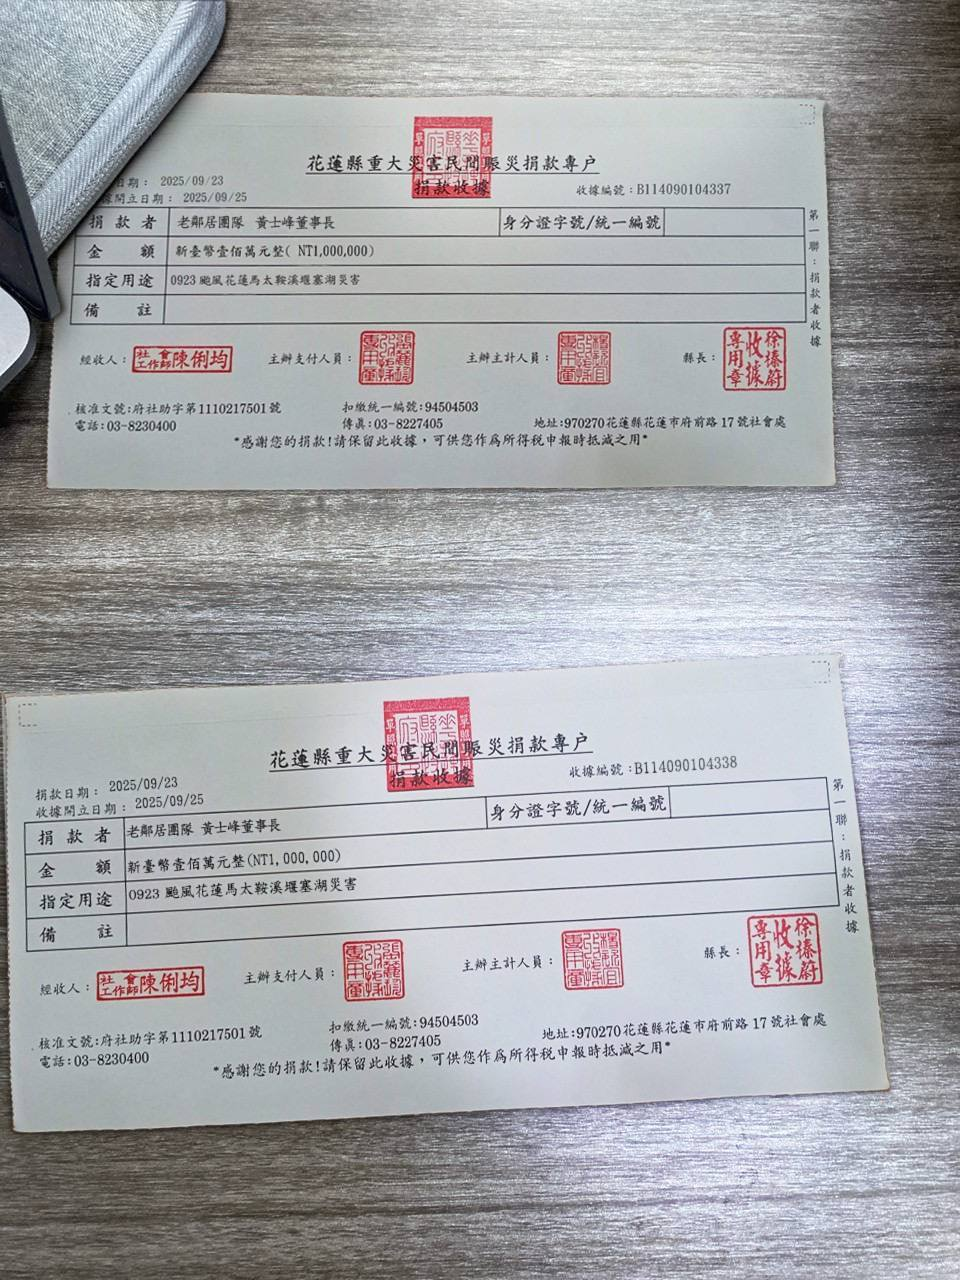 花蓮縣重大災害民間賑災捐款專戶
捐款收據
日期： 2025/09/23
據開立日期： 2025/09/25
收據編號：B114090104337
捐款者 老鄰居團隊 黃士峰董事長 身分證字號/統一編號
金額 新臺幣壹佰萬元整( NT1,000,000)
指定用途 0923 颱風花蓮馬太鞍溪堰塞湖災害
備註
第一聯：捐款者收據
經收人： 社會工作師 陳俐均 主辦支付人員： 主辦主計人員： 縣長： 徐榛蔚收據專用章
核准文號:府社助字第1110217501號 扣繳統一編號:94504503
電話:03-8230400 傳真:03-8227405 地址:970270花蓮縣花蓮市府前路17號社會處
*感謝您的捐款!請保留此收據，可供您作為所得稅申報時抵減之用*
花蓮縣重大災害民間賑災捐款專戶
捐款收據
捐款日期： 2025/09/23
收據開立日期： 2025/09/25
收據編號：B114090104338
捐款者 老鄰居團隊 黃士峰董事長 身分證字號/統一編號
金額 新臺幣壹佰萬元整(NT1,000,000)
指定用途 0923 颱風花蓮馬太鞍溪堰塞湖災害
備註
第一聯：捐款者收據
經收人： 社會工作師 陳俐均 主辦支付人員： 主辦主計人員： 縣長： 徐榛蔚收據專用章
核准文號:府社助字第1110217501號 扣繳統一編號:94504503
電話:03-8230400 傳真:03-8227405 地址:970270花蓮縣花蓮市府前路17號社會處
*感謝您的捐款!請保留此收據，可供您作為所得稅申報時抵減之用*